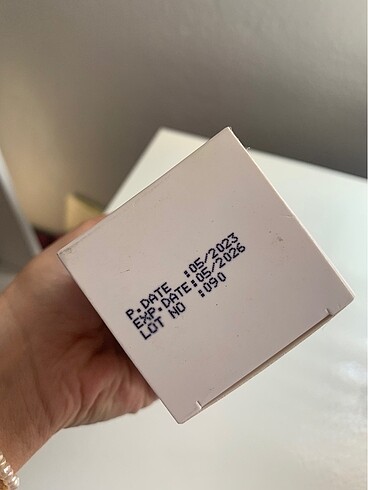 P.DATE :05/2023
EXP.DATE:05/2026
LOT NO :090